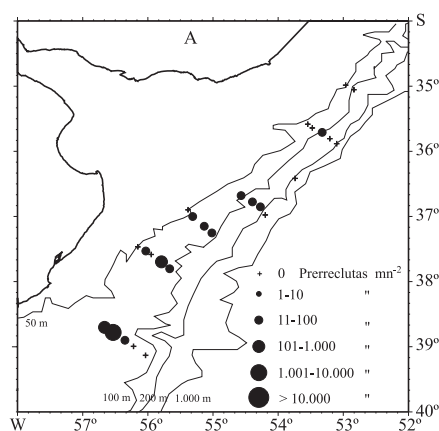 S
A
35º
36º
37º
38º
39º
40º
0 Prerreclutas mn⁻²
1-10 "
11-100 "
101-1.000 "
1.001-10.000 "
> 10.000 "
50 m
100 m 200 m 1.000 m
W 57º 56º 55º 54º 53º 52º